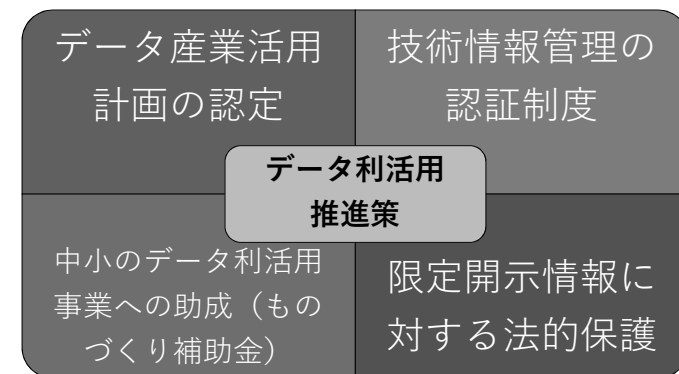 データ産業活用
計画の認定
技術情報管理の
認証制度
データ利活用
推進策
中小のデータ利活用
事業への助成（もの
づくり補助金）
限定開示情報に
対する法的保護